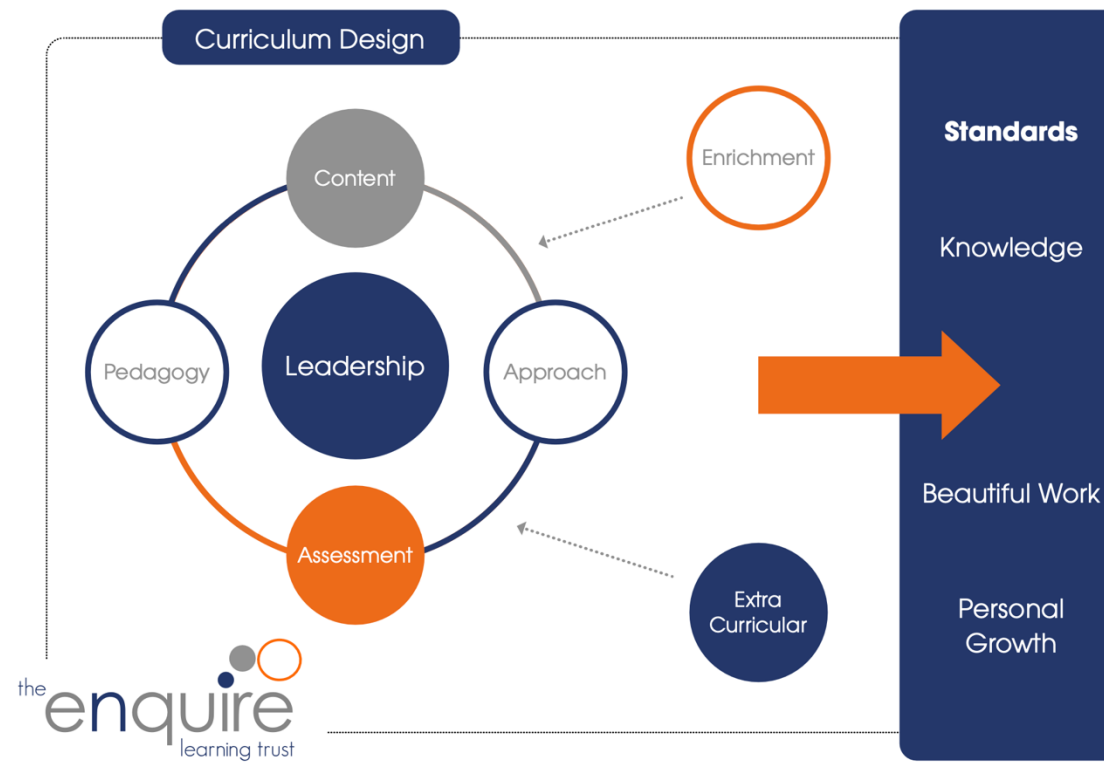 Curriculum Design
Content
Enrichment
Leadership
Pedagogy
Approach
Assessment
Extra
Curricular
Standards
Knowledge
Beautiful Work
Personal
Growth
the
enquire
learning trust